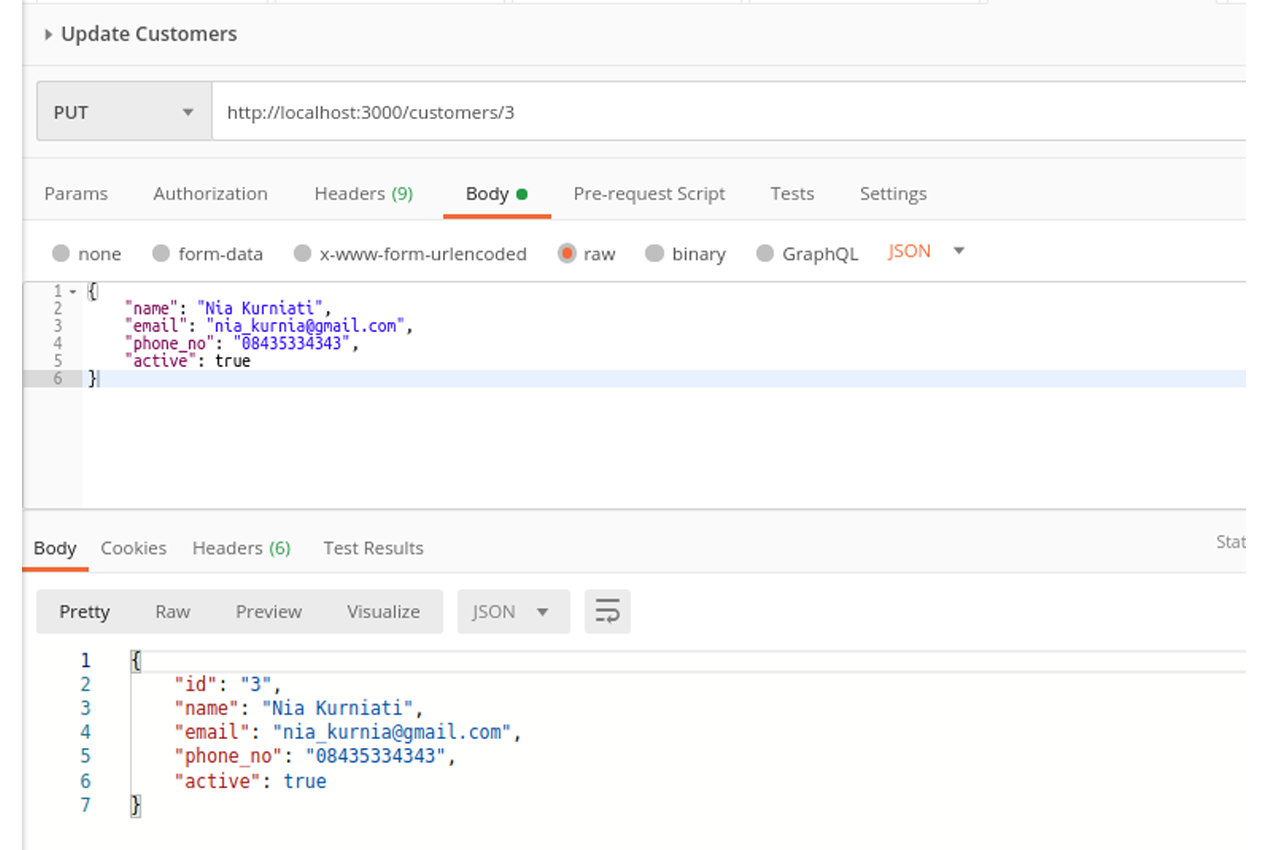 Update Customers
PUT http://localhost:3000/customers/3
Params Authorization Headers (9) Body Pre-request Script Tests Settings
none form-data x-www-form-urlencoded raw binary GraphQL JSON
1 {
2 "name": "Nia Kurniati",
3 "email": "nia_kurnia@gmail.com",
4 "phone_no": "08435334343",
5 "active": true
6 }
Body Cookies Headers (6) Test Results Stat
Pretty Raw Preview Visualize JSON
1 {
2 "id": "3",
3 "name": "Nia Kurniati",
4 "email": "nia_kurnia@gmail.com",
5 "phone_no": "08435334343",
6 "active": true
7 }